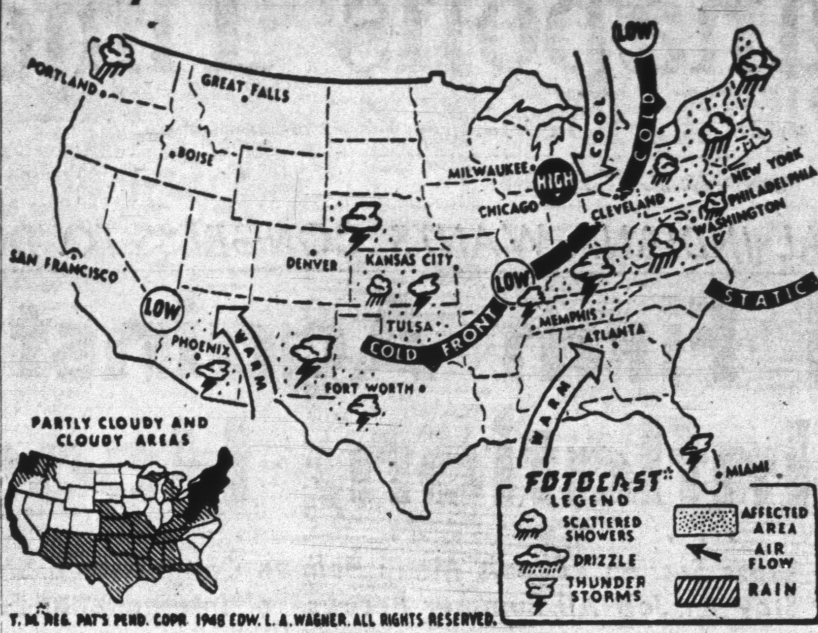 LOW
COLD
COOL
PORTLAND
GREAT FALLS
BOISE
MILWAUKEE
HIGH
CHICAGO
CLEVELAND
NEW YORK
PHILADELPHIA
WASHINGTON
SAN FRANCISCO
DENVER
KANSAS CITY
LOW
LOW
STATIC
PHOENIX
WARM
TULSA
COLD FRONT
MEMPHIS
ATLANTA
FORT WORTH
WARM
MIAMI
PARTLY CLOUDY AND
CLOUDY AREAS
FOTOCAST
LEGEND
SCATTERED
SHOWERS
DRIZZLE
THUNDER
STORMS
AFFECTED
AREA
AIR
FLOW
RAIN
T. M. REG. PAT'S PEND. COPR 1948 EDW. L. A. WAGNER. ALL RIGHTS RESERVED.